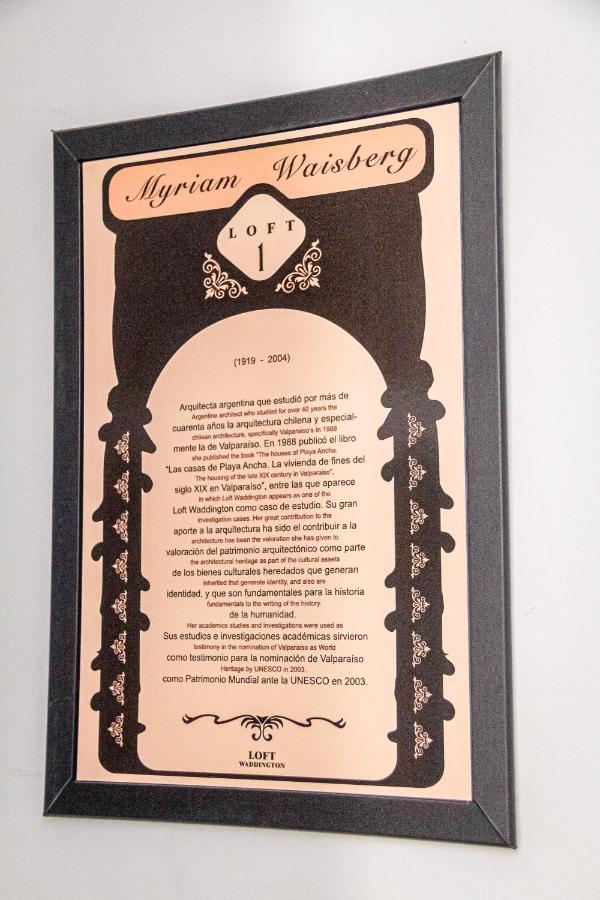 Myriam Waisberg
LOFT
1
(1919 - 2004)
Arquitecta argentina que estudió por más de
Argentine architect who studied for over 40 years the
cuarenta años la arquitectura chilena y especial-
chilean architecture, specifically Valparaiso's In 1988
mente la de Valparaíso. En 1988 publicó el libro
she published the book "The houses of Playa Ancha.
"Las casas de Playa Ancha. La vivienda de fines del
The housing of the late XIX century in Valparaiso",
siglo XIX en Valparaíso", entre las que aparece
in which Loft Waddington appears as one of the
Loft Waddington como caso de estudio. Su gran
investigation cases. Her great contribution to the
aporte a la arquitectura ha sido el contribuir a la
architecture has been the valoration she has given to
valoración del patrimonio arquitectónico como parte
the architectural heritage as part of the cultural assets
de los bienes culturales heredados que generan
inherited that generate identity, and also are
identidad, y que son fundamentales para la historia
fundamentals to the writing of the history.
de la humanidad.
Her academics studies and investigations were used as
Sus estudios e investigaciones académicas sirvieron
testimony in the nomination of Valparaiso as World
como testimonio para la nominación de Valparaíso
Heritage by UNESCO in 2003.
como Patrimonio Mundial ante la UNESCO en 2003.
LOFT
WADDINGTON